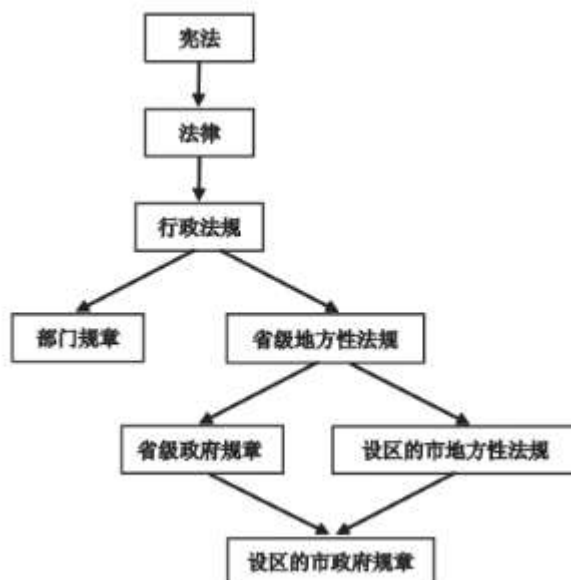 宪法
法律
行政法规
部门规章
省级地方性法规
省级政府规章
设区的市地方性法规
设区的市政府规章